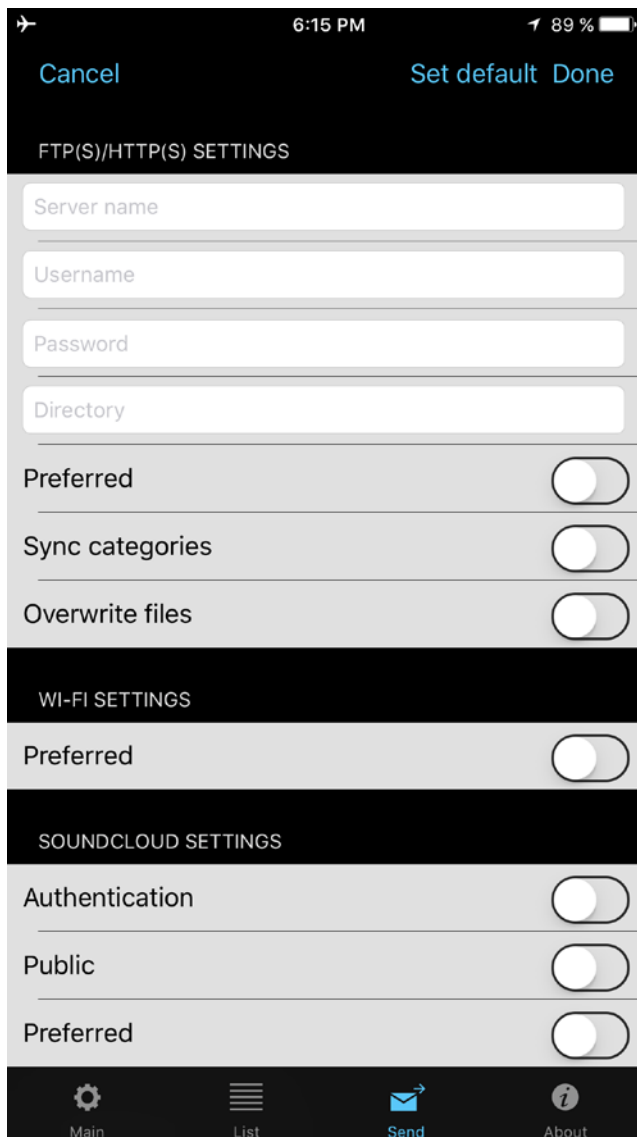 6:15 PM
89 %
Cancel
Set default Done
FTP(S)/HTTP(S) SETTINGS
Server name
Username
Password
Directory
Preferred
Sync categories
Overwrite files
WI-FI SETTINGS
Preferred
SOUNDCLOUD SETTINGS
Authentication
Public
Preferred
Main
List
Send
About